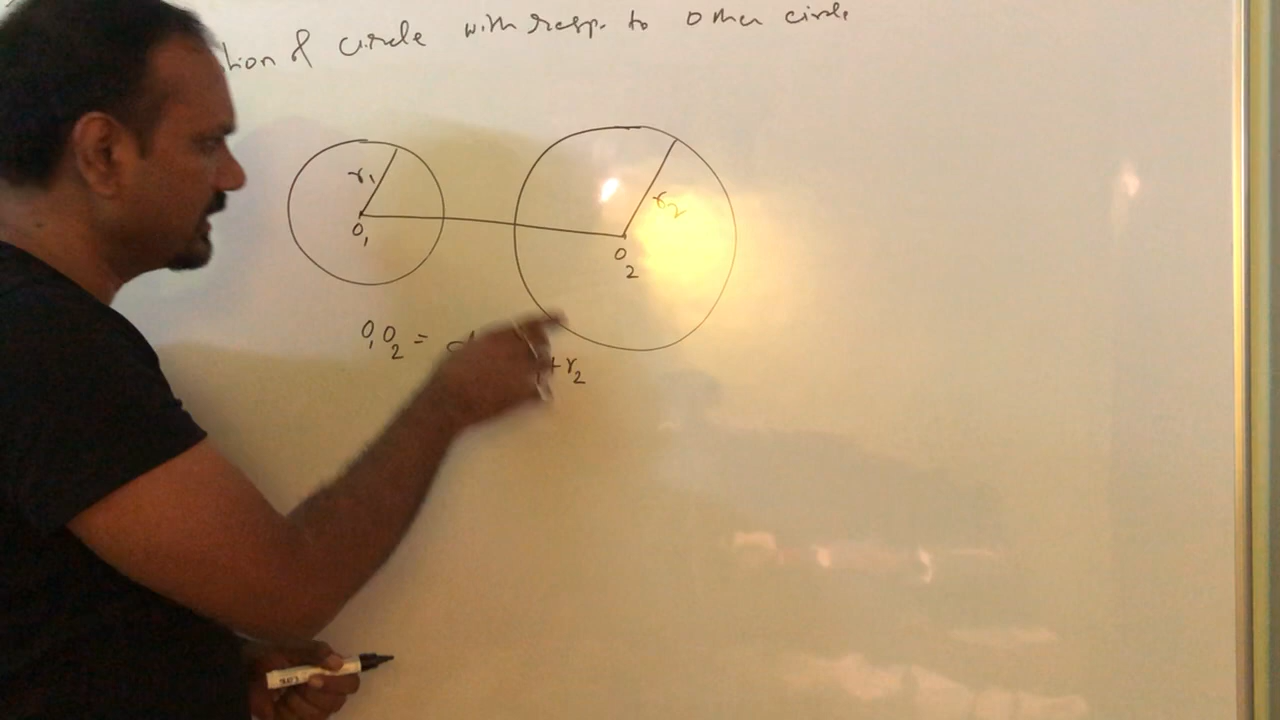 tion of circle with resp. to other circle
r₁
r₂
O₁
O₂
O₁O₂ = d
+r₂